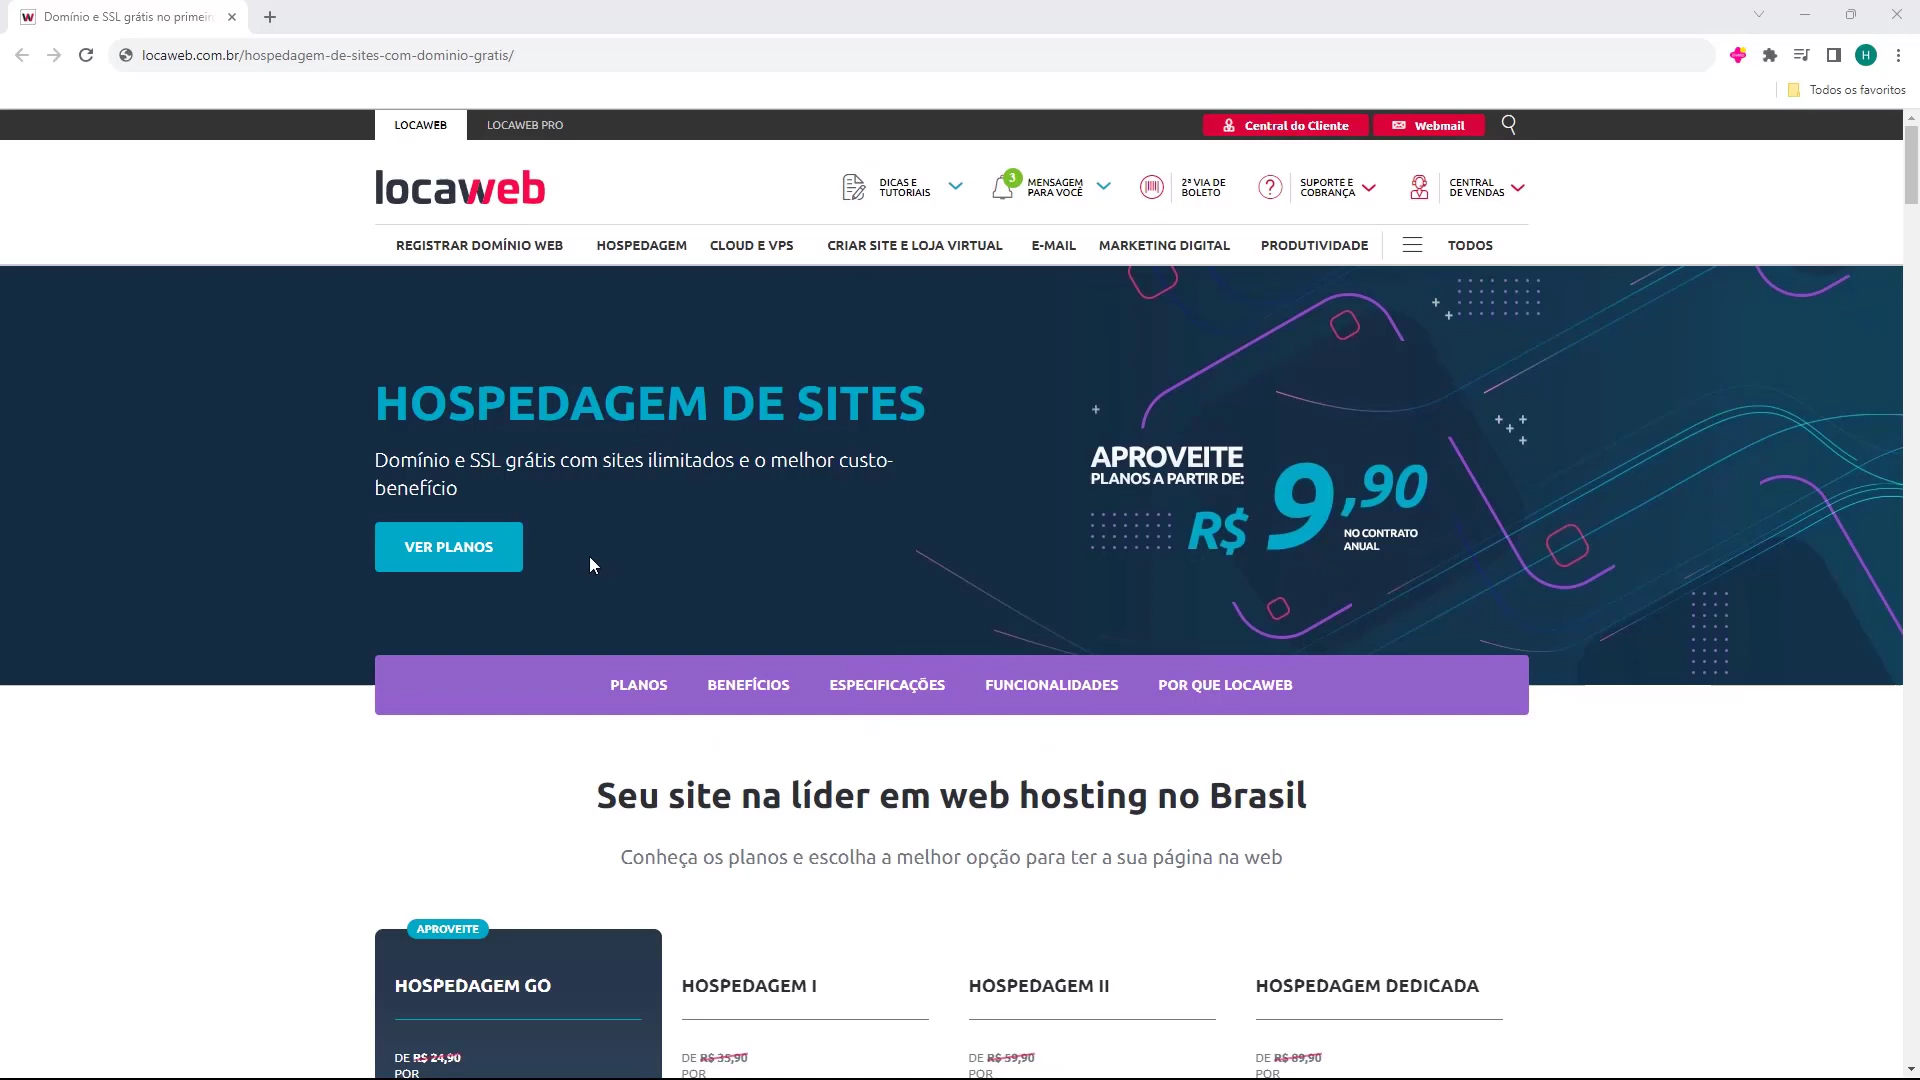 Domínio e SSL grátis no primeir
locaweb.com.br/hospedagem-de-sites-com-dominio-gratis/
H
Todos os favoritos
LOCAWEB
LOCAWEB PRO
Central do Cliente
Webmail
locaweb
DICAS E
TUTORIAIS
3
MENSAGEM
PARA VOCÊ
2ª VIA DE
BOLETO
SUPORTE E
COBRANÇA
CENTRAL
DE VENDAS
REGISTRAR DOMÍNIO WEB
HOSPEDAGEM
CLOUD E VPS
CRIAR SITE E LOJA VIRTUAL
E-MAIL
MARKETING DIGITAL
PRODUTIVIDADE
TODOS
HOSPEDAGEM DE SITES
Domínio e SSL grátis com sites ilimitados e o melhor custo-
benefício
VER PLANOS
APROVEITE
PLANOS A PARTIR DE:
R$ 9,90
NO CONTRATO
ANUAL
PLANOS
BENEFÍCIOS
ESPECIFICAÇÕES
FUNCIONALIDADES
POR QUE LOCAWEB
Seu site na líder em web hosting no Brasil
Conheça os planos e escolha a melhor opção para ter a sua página na web
APROVEITE
HOSPEDAGEM GO
DE R$ 24,90
POR
HOSPEDAGEM I
DE R$ 35,90
POR
HOSPEDAGEM II
DE R$ 59,90
POR
HOSPEDAGEM DEDICADA
DE R$ 89,90
POR